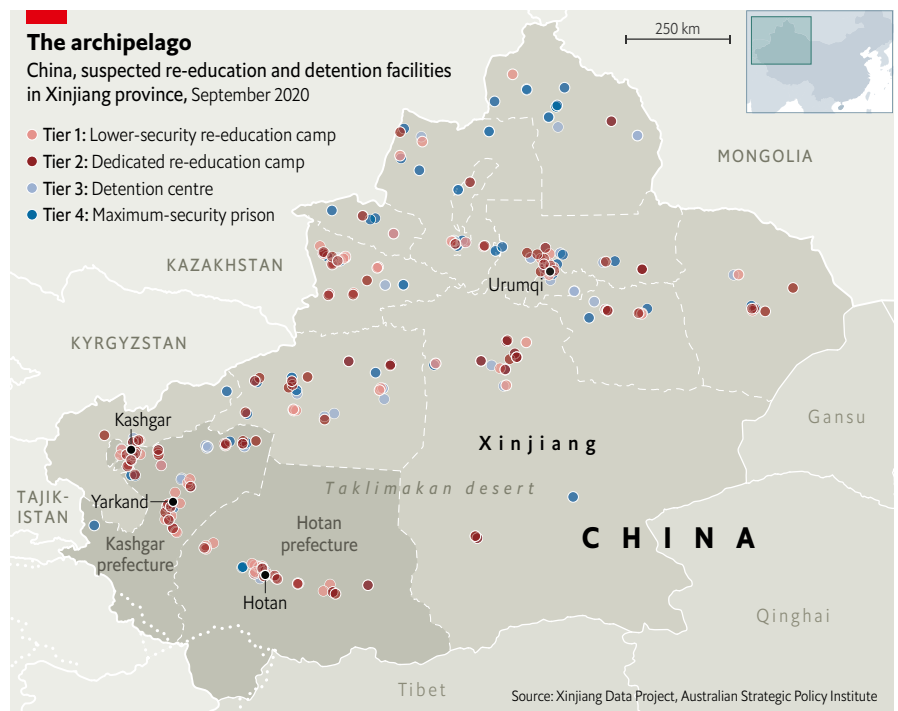 The archipelago
China, suspected re-education and detention facilities
in Xinjiang province, September 2020
250 km
Tier 1: Lower-security re-education camp
Tier 2: Dedicated re-education camp
Tier 3: Detention centre
Tier 4: Maximum-security prison
MONGOLIA
KAZAKHSTAN
Urumqi
KYRGYZSTAN
Kashgar
Gansu
Xinjiang
Taklimakan desert
Yarkand
TAJIK-
ISTAN
Hotan
prefecture
CHINA
Kashgar
prefecture
Hotan
Qinghai
Tibet
Source: Xinjiang Data Project, Australian Strategic Policy Institute